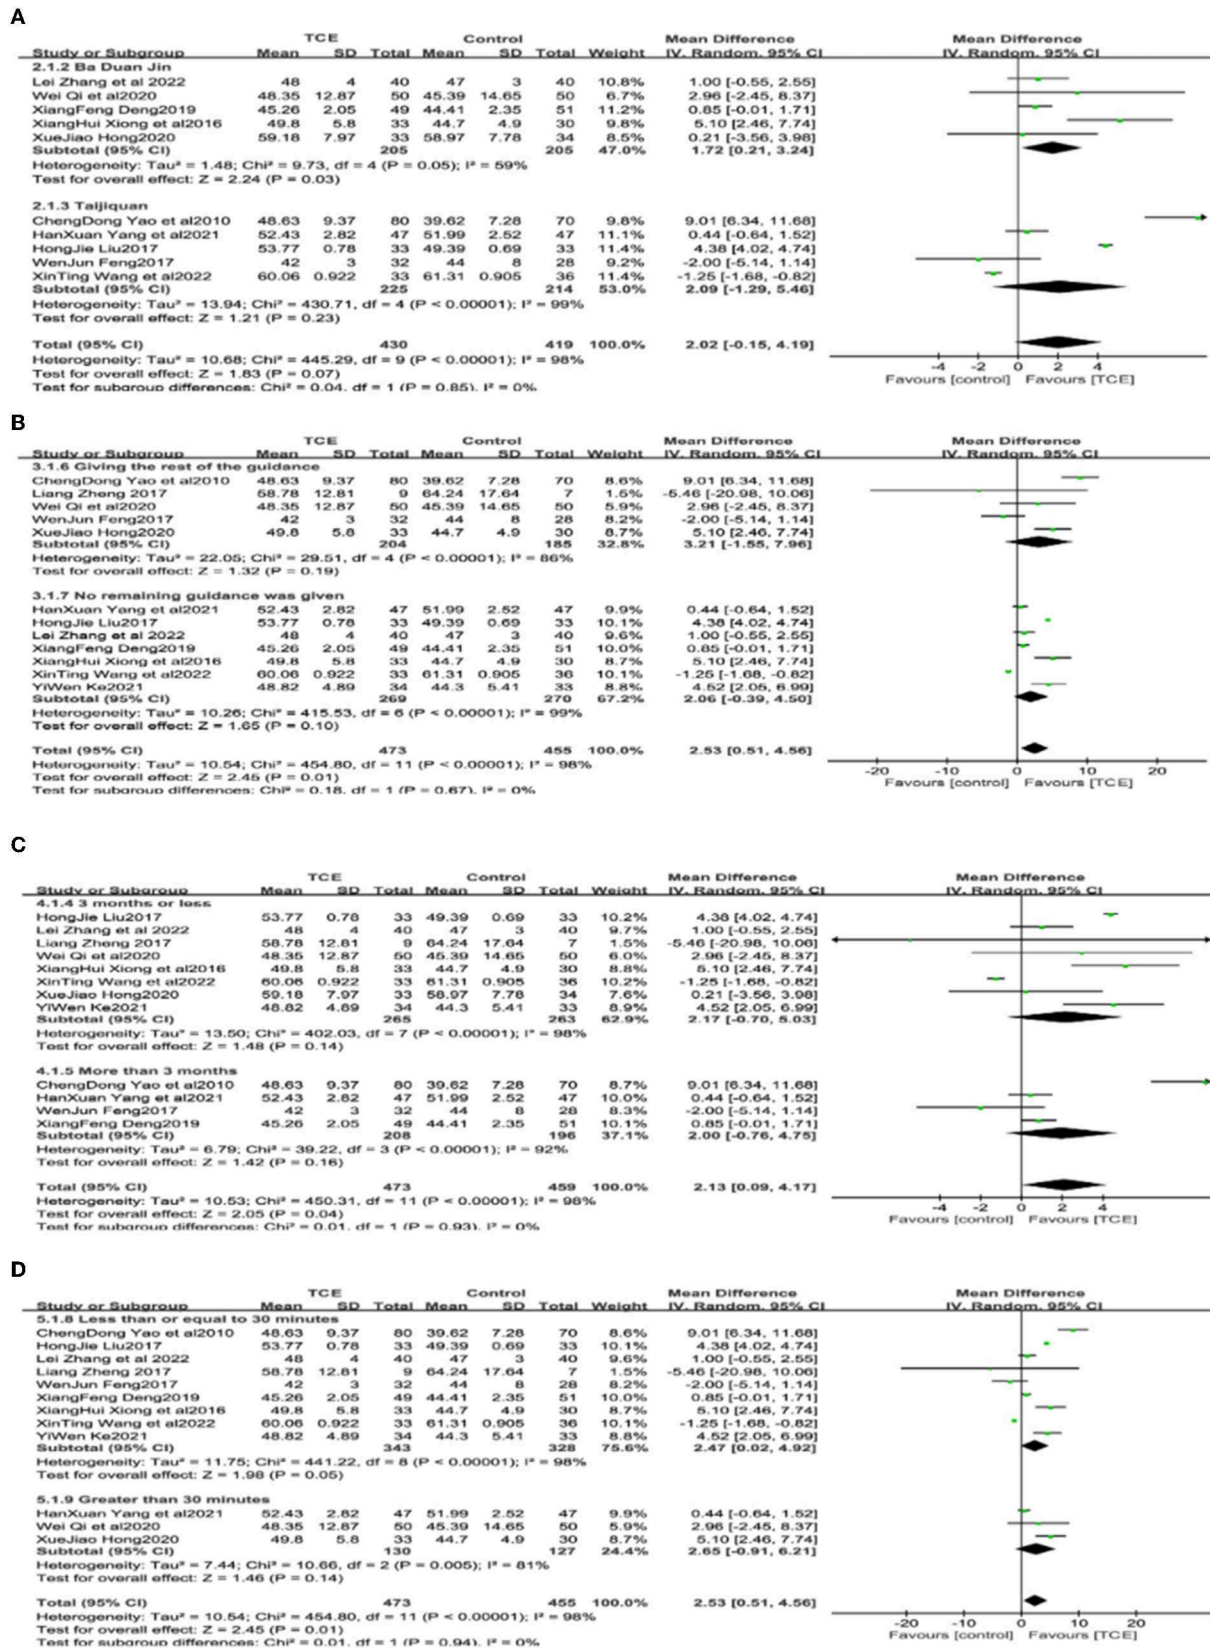 A
TCE Control Mean Difference Mean Difference
Study or Subgroup Mean SD Total Mean SD Total Weight IV. Random. 95% CI IV. Random. 95% CI
2.1.2 Ba Duan Jin
Lei Zhang et al 2022 48 4 40 47 3 40 10.8% 1.00 [-0.55, 2.55]
Wei Qi et al2020 48.35 12.87 50 45.39 14.65 50 6.7% 2.96 [-2.45, 8.37]
XiangFeng Deng2019 45.26 2.05 49 44.41 2.35 51 11.2% 0.85 [-0.01, 1.71]
XiangHui Xiong et al2016 49.8 5.8 33 44.7 4.9 30 9.8% 5.10 [2.46, 7.74]
XueJiao Hong2020 59.18 7.97 33 58.97 7.78 34 8.5% 0.21 [-3.56, 3.98]
Subtotal (95% CI) 205 205 47.0% 1.72 [0.21, 3.24]
Heterogeneity: Tau² = 1.48; Chi² = 9.73, df = 4 (P = 0.05); I² = 59%
Test for overall effect: Z = 2.24 (P = 0.03)
2.1.3 Taijiquan
ChengDong Yao et al2010 48.63 9.37 80 39.62 7.28 70 9.8% 9.01 [6.34, 11.68]
HanXuan Yang et al2021 52.43 2.82 47 51.99 2.52 47 11.1% 0.44 [-0.64, 1.52]
HongJie Liu2017 53.77 0.78 33 49.39 0.69 33 11.4% 4.38 [4.02, 4.74]
WenJun Feng2017 42 3 32 44 8 28 9.2% -2.00 [-5.14, 1.14]
XinTing Wang et al2022 60.06 0.922 33 61.31 0.905 36 11.4% -1.25 [-1.68, -0.82]
Subtotal (95% CI) 225 214 53.0% 2.09 [-1.29, 5.46]
Heterogeneity: Tau² = 13.94; Chi² = 430.71, df = 4 (P < 0.00001); I² = 99%
Test for overall effect: Z = 1.21 (P = 0.23)
Total (95% CI) 430 419 100.0% 2.02 [-0.15, 4.19]
Heterogeneity: Tau² = 10.68; Chi² = 445.29, df = 9 (P < 0.00001); I² = 98%
Test for overall effect: Z = 1.83 (P = 0.07)
Test for subgroup differences: Chi² = 0.04. df = 1 (P = 0.85). I² = 0%
-4 -2 0 2 4
Favours [control] Favours [TCE]
B
TCE Control Mean Difference Mean Difference
Study or Subgroup Mean SD Total Mean SD Total Weight IV. Random. 95% CI IV. Random. 95% CI
3.1.6 Giving the rest of the guidance
ChengDong Yao et al2010 48.63 9.37 80 39.62 7.28 70 8.6% 9.01 [6.34, 11.68]
Liang Zheng 2017 58.78 12.81 9 64.24 17.64 7 1.5% -5.46 [-20.98, 10.06]
Wei Qi et al2020 48.35 12.87 50 45.39 14.65 50 5.9% 2.96 [-2.45, 8.37]
WenJun Feng2017 42 3 32 44 8 28 8.2% -2.00 [-5.14, 1.14]
XueJiao Hong2020 49.8 5.8 33 44.7 4.9 30 8.7% 5.10 [2.46, 7.74]
Subtotal (95% CI) 204 185 32.8% 3.21 [-1.55, 7.96]
Heterogeneity: Tau² = 22.05; Chi² = 29.51, df = 4 (P < 0.00001); I² = 86%
Test for overall effect: Z = 1.32 (P = 0.19)
3.1.7 No remaining guidance was given
HanXuan Yang et al2021 52.43 2.82 47 51.99 2.52 47 9.9% 0.44 [-0.64, 1.52]
HongJie Liu2017 53.77 0.78 33 49.39 0.69 33 10.1% 4.38 [4.02, 4.74]
Lei Zhang et al 2022 48 4 40 47 3 40 9.6% 1.00 [-0.55, 2.55]
XiangFeng Deng2019 45.26 2.05 49 44.41 2.35 51 10.0% 0.85 [-0.01, 1.71]
XiangHui Xiong et al2016 49.8 5.8 33 44.7 4.9 30 8.7% 5.10 [2.46, 7.74]
XinTing Wang et al2022 60.06 0.922 33 61.31 0.905 36 10.1% -1.25 [-1.68, -0.82]
YiWen Ke2021 48.82 4.89 34 44.3 5.41 33 8.8% 4.52 [2.05, 6.99]
Subtotal (95% CI) 269 270 67.2% 2.06 [-0.39, 4.50]
Heterogeneity: Tau² = 10.26; Chi² = 415.53, df = 6 (P < 0.00001); I² = 99%
Test for overall effect: Z = 1.65 (P = 0.10)
Total (95% CI) 473 455 100.0% 2.53 [0.51, 4.56]
Heterogeneity: Tau² = 10.54; Chi² = 454.80, df = 11 (P < 0.00001); I² = 98%
Test for overall effect: Z = 2.45 (P = 0.01)
Test for subgroup differences: Chi² = 0.18. df = 1 (P = 0.67). I² = 0%
-20 -10 0 10 20
Favours [control] Favours [TCE]
C
TCE Control Mean Difference Mean Difference
Study or Subgroup Mean SD Total Mean SD Total Weight IV. Random. 95% CI IV. Random. 95% CI
4.1.4 3 months or less
HongJie Liu2017 53.77 0.78 33 49.39 0.69 33 10.2% 4.38 [4.02, 4.74]
Lei Zhang et al 2022 48 4 40 47 3 40 9.7% 1.00 [-0.55, 2.55]
Liang Zheng 2017 58.78 12.81 9 64.24 17.64 7 1.5% -5.46 [-20.98, 10.06]
Wei Qi et al2020 48.35 12.87 50 45.39 14.65 50 6.0% 2.96 [-2.45, 8.37]
XiangHui Xiong et al2016 49.8 5.8 33 44.7 4.9 30 8.8% 5.10 [2.46, 7.74]
XinTing Wang et al2022 60.06 0.922 33 61.31 0.905 36 10.2% -1.25 [-1.68, -0.82]
XueJiao Hong2020 59.18 7.97 33 58.97 7.78 34 7.6% 0.21 [-3.56, 3.98]
YiWen Ke2021 48.82 4.89 34 44.3 5.41 33 8.9% 4.52 [2.05, 6.99]
Subtotal (95% CI) 265 263 62.9% 2.17 [-0.70, 5.03]
Heterogeneity: Tau² = 13.50; Chi² = 402.03, df = 7 (P < 0.00001); I² = 98%
Test for overall effect: Z = 1.48 (P = 0.14)
4.1.5 More than 3 months
ChengDong Yao et al2010 48.63 9.37 80 39.62 7.28 70 8.7% 9.01 [6.34, 11.68]
HanXuan Yang et al2021 52.43 2.82 47 51.99 2.52 47 10.0% 0.44 [-0.64, 1.52]
WenJun Feng2017 42 3 32 44 8 28 8.3% -2.00 [-5.14, 1.14]
XiangFeng Deng2019 45.26 2.05 49 44.41 2.35 51 10.1% 0.85 [-0.01, 1.71]
Subtotal (95% CI) 208 196 37.1% 2.00 [-0.76, 4.75]
Heterogeneity: Tau² = 6.79; Chi² = 39.22, df = 3 (P < 0.00001); I² = 92%
Test for overall effect: Z = 1.42 (P = 0.16)
Total (95% CI) 473 459 100.0% 2.13 [0.09, 4.17]
Heterogeneity: Tau² = 10.53; Chi² = 450.31, df = 11 (P < 0.00001); I² = 98%
Test for overall effect: Z = 2.05 (P = 0.04)
Test for subgroup differences: Chi² = 0.01. df = 1 (P = 0.93). I² = 0%
-4 -2 0 2 4
Favours [control] Favours [TCE]
D
TCE Control Mean Difference Mean Difference
Study or Subgroup Mean SD Total Mean SD Total Weight IV. Random. 95% CI IV. Random. 95% CI
5.1.8 Less than or equal to 30 minutes
ChengDong Yao et al2010 48.63 9.37 80 39.62 7.28 70 8.6% 9.01 [6.34, 11.68]
HongJie Liu2017 53.77 0.78 33 49.39 0.69 33 10.1% 4.38 [4.02, 4.74]
Lei Zhang et al 2022 48 4 40 47 3 40 9.6% 1.00 [-0.55, 2.55]
Liang Zheng 2017 58.78 12.81 9 64.24 17.64 7 1.5% -5.46 [-20.98, 10.06]
WenJun Feng2017 42 3 32 44 8 28 8.2% -2.00 [-5.14, 1.14]
XiangFeng Deng2019 45.26 2.05 49 44.41 2.35 51 10.0% 0.85 [-0.01, 1.71]
XiangHui Xiong et al2016 49.8 5.8 33 44.7 4.9 30 8.7% 5.10 [2.46, 7.74]
XinTing Wang et al2022 60.06 0.922 33 61.31 0.905 36 10.1% -1.25 [-1.68, -0.82]
YiWen Ke2021 48.82 4.89 34 44.3 5.41 33 8.8% 4.52 [2.05, 6.99]
Subtotal (95% CI) 343 328 75.6% 2.47 [0.02, 4.92]
Heterogeneity: Tau² = 11.75; Chi² = 441.22, df = 8 (P < 0.00001); I² = 98%
Test for overall effect: Z = 1.98 (P = 0.05)
5.1.9 Greater than 30 minutes
HanXuan Yang et al2021 52.43 2.82 47 51.99 2.52 47 9.9% 0.44 [-0.64, 1.52]
Wei Qi et al2020 48.35 12.87 50 45.39 14.65 50 5.9% 2.96 [-2.45, 8.37]
XueJiao Hong2020 49.8 5.8 33 44.7 4.9 30 8.7% 5.10 [2.46, 7.74]
Subtotal (95% CI) 130 127 24.4% 2.65 [-0.91, 6.21]
Heterogeneity: Tau² = 7.44; Chi² = 10.66, df = 2 (P = 0.005); I² = 81%
Test for overall effect: Z = 1.46 (P = 0.14)
Total (95% CI) 473 455 100.0% 2.53 [0.51, 4.56]
Heterogeneity: Tau² = 10.54; Chi² = 454.80, df = 11 (P < 0.00001); I² = 98%
Test for overall effect: Z = 2.45 (P = 0.01)
Test for subgroup differences: Chi² = 0.01. df = 1 (P = 0.94). I² = 0%
-20 -10 0 10 20
Favours [control] Favours [TCE]